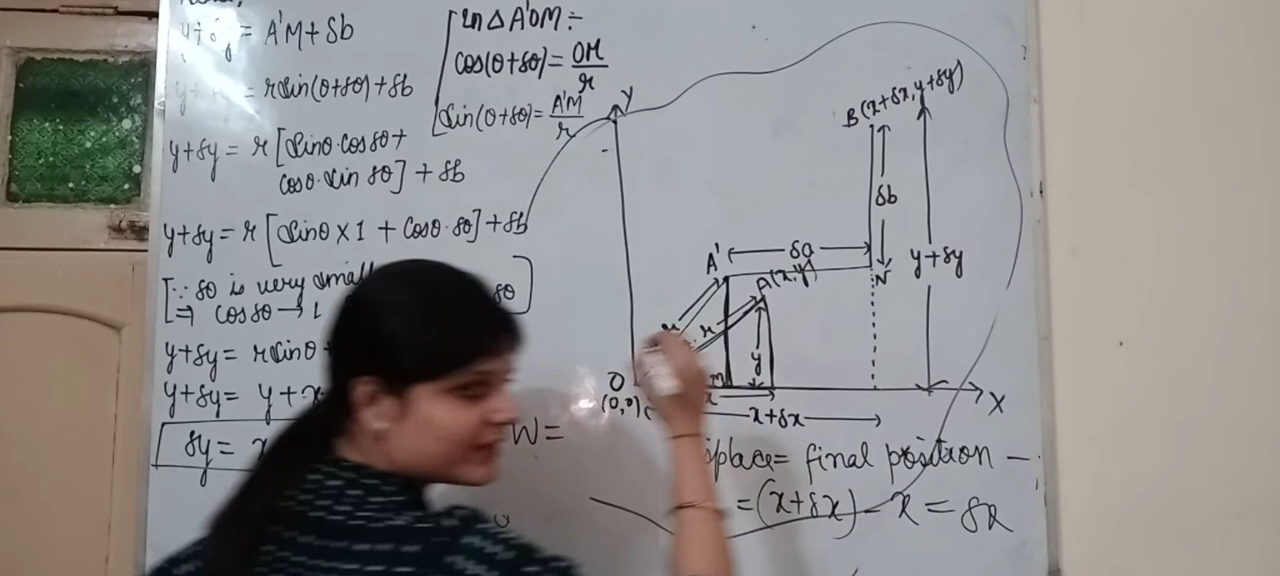 = A'M + δb
= r sin(θ+δθ) + δb
y+δy = r [sinθ.cosδθ +
cosθ.sin δθ] + δb
y+δy = r [sinθ×1 + cosθ.δθ] + δb
[∵ δθ is very small
⇒ cosδθ → 1 δθ]
y+δy = r sinθ
y+δy = y + x
δy = x
In ΔA'OM :-
cos(θ+δθ) = OM/r
sin(θ+δθ) = A'M/r
Y
B(x+δx, y+δy)
δb
A' δa
A(x,y) N y+δy
r r
y
O M X
(0,0) x
x+δx
W =
isplace = final position -
= (x+δx) - x = δx